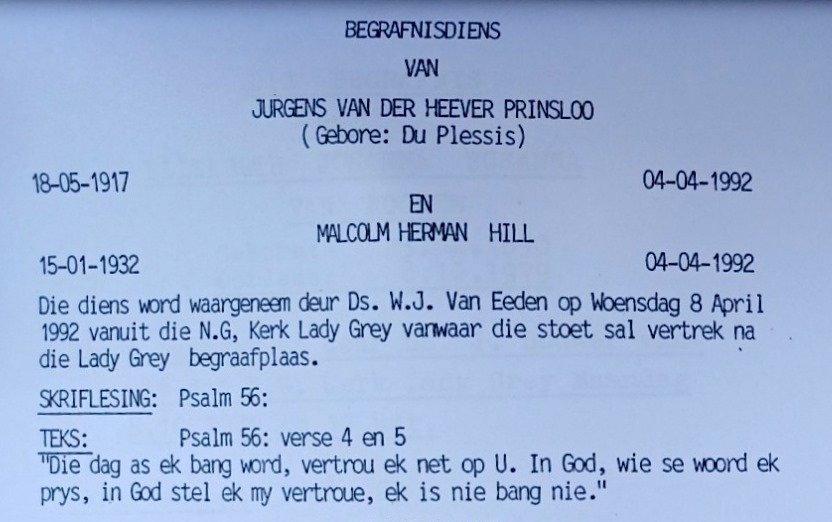 BEGRAFNISDIENS
VAN
JURGENS VAN DER HEEVER PRINSLOO
(Gebore: Du Plessis)
18-05-1917 04-04-1992
EN
MALCOLM HERMAN HILL
15-01-1932 04-04-1992
Die diens word waargeneem deur Ds. W.J. Van Eeden op Woensdag 8 April
1992 vanuit die N.G, Kerk Lady Grey vanwaar die stoet sal vertrek na
die Lady Grey begraafplaas.
SKRIFLESING: Psalm 56:
TEKS: Psalm 56: verse 4 en 5
"Die dag as ek bang word, vertrou ek net op U. In God, wie se woord ek
prys, in God stel ek my vertroue, ek is nie bang nie."